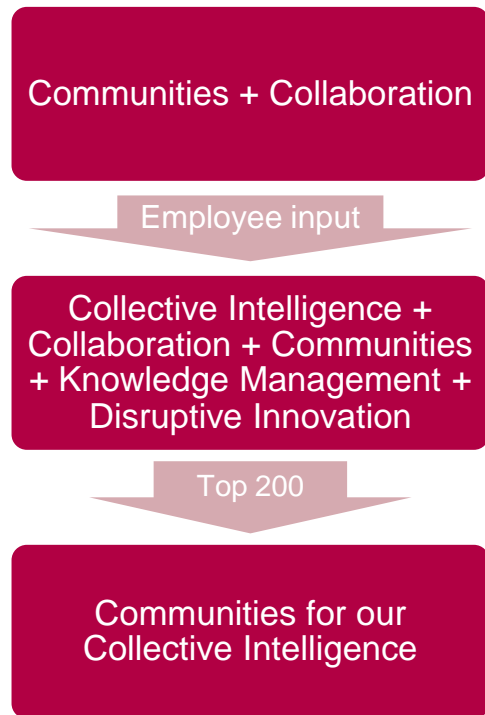 Communities + Collaboration
Employee input
Collective Intelligence +
Collaboration + Communities
+ Knowledge Management +
Disruptive Innovation
Top 200
Communities for our
Collective Intelligence